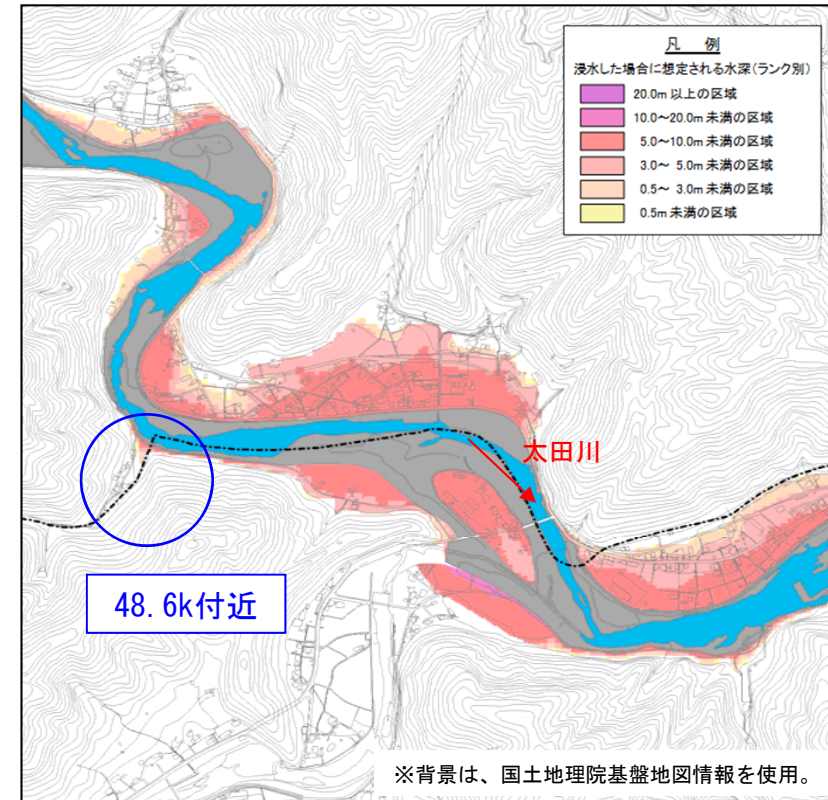 凡 例
浸水した場合に想定される水深(ランク別)
20.0m 以上の区域
10.0～20.0m 未満の区域
5.0～10.0m 未満の区域
3.0～ 5.0m 未満の区域
0.5～ 3.0m 未満の区域
0.5m 未満の区域
太田川
48.6k付近
※背景は、国土地理院基盤地図情報を使用。